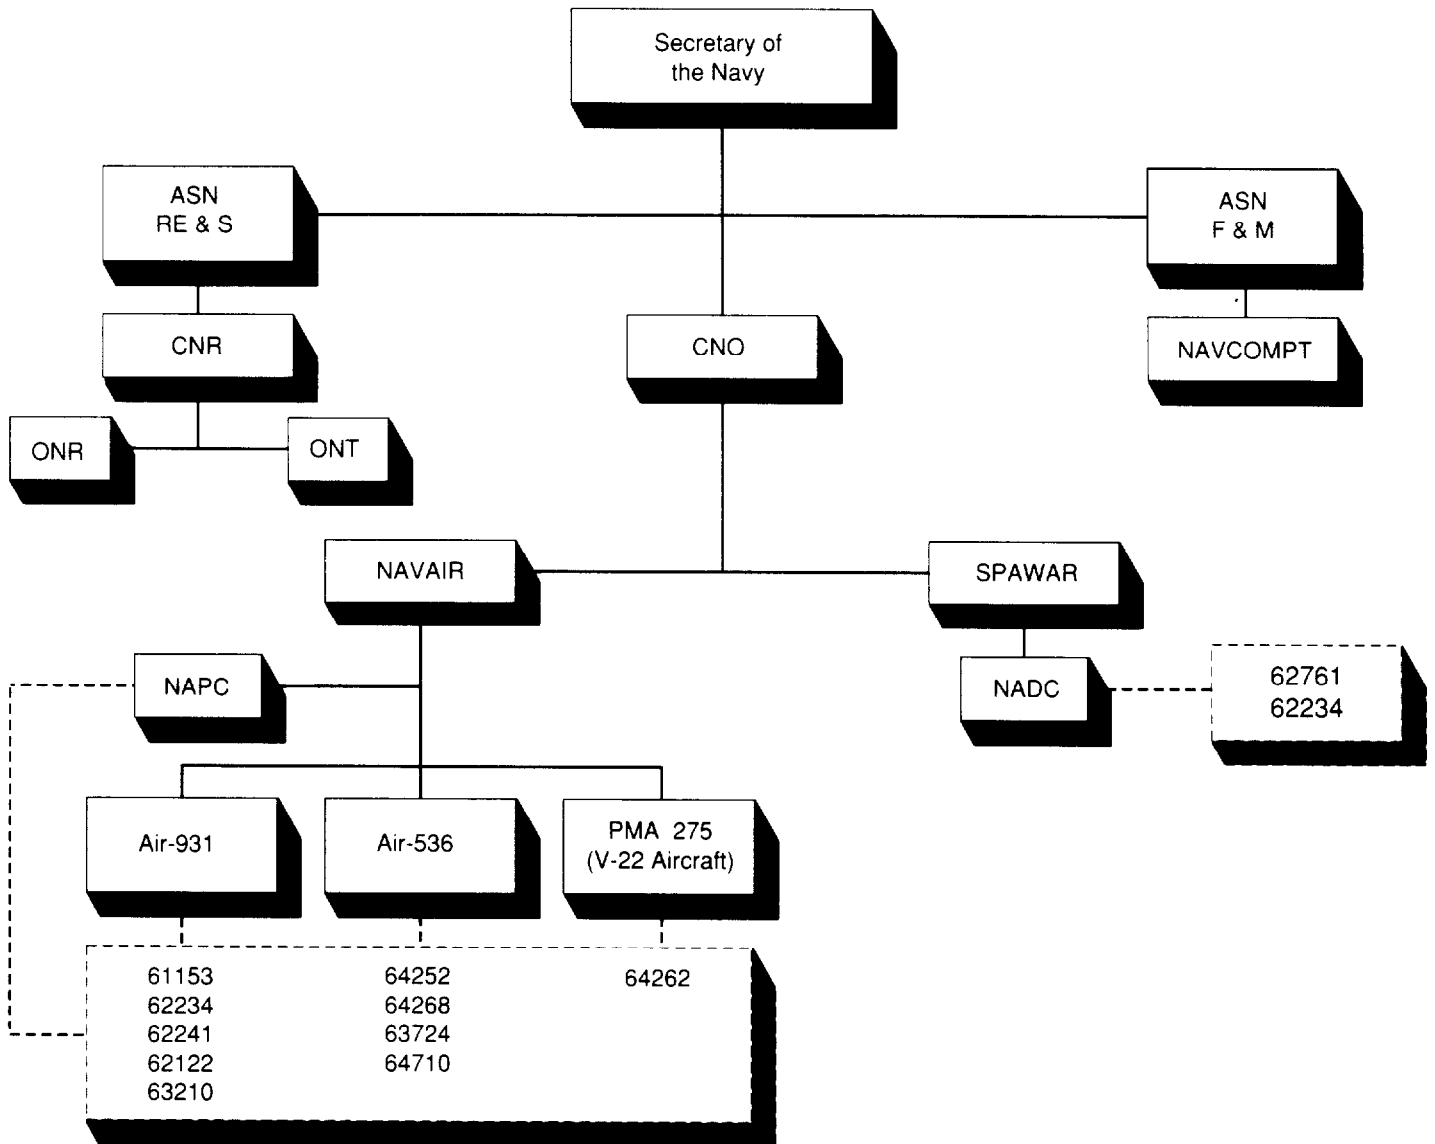 Secretary of
the Navy
ASN
RE & S
ASN
F & M
CNR
CNO
NAVCOMPT
ONR
ONT
NAVAIR
SPAWAR
NAPC
NADC
62761
62234
Air-931
Air-536
PMA 275
(V-22 Aircraft)
61153
62234
62241
62122
63210
64252
64268
63724
64710
64262